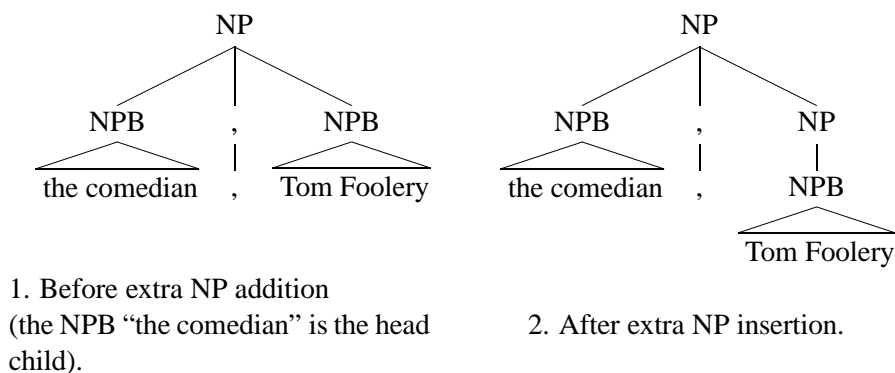 NP NP
NPB , NPB NPB , NP
the comedian , Tom Foolery the comedian , NPB
Tom Foolery
1. Before extra NP addition
(the NPB “the comedian” is the head
child).
2. After extra NP insertion.